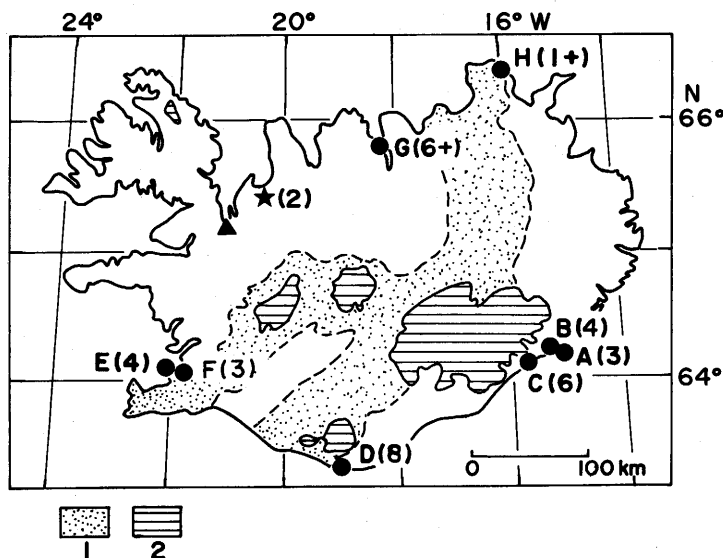 24° 20° 16° W
H(1+)
N
66°
G(6+)
★(2)
B(4)
A(3)
E(4) F(3)
C(6)
64°
D(8)
0 100 km
1 2